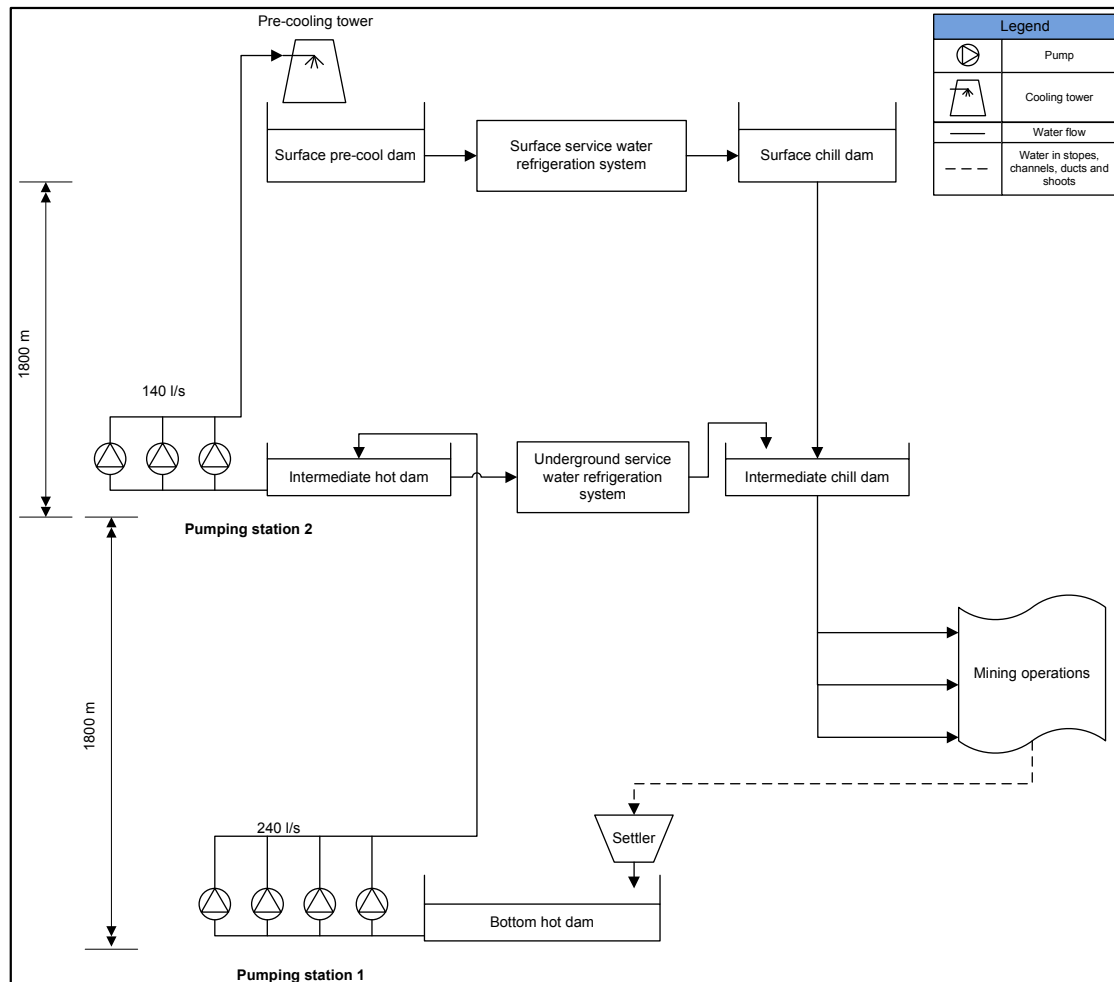 Pre-cooling tower
Legend
Pump
Cooling tower
Water flow
Water in stopes,
channels, ducts and
shoots
Surface pre-cool dam
Surface service water
refrigeration system
Surface chill dam
1800 m
140 l/s
Intermediate hot dam
Underground service
water refrigeration
system
Intermediate chill dam
Pumping station 2
1800 m
Mining operations
240 l/s
Settler
Bottom hot dam
Pumping station 1